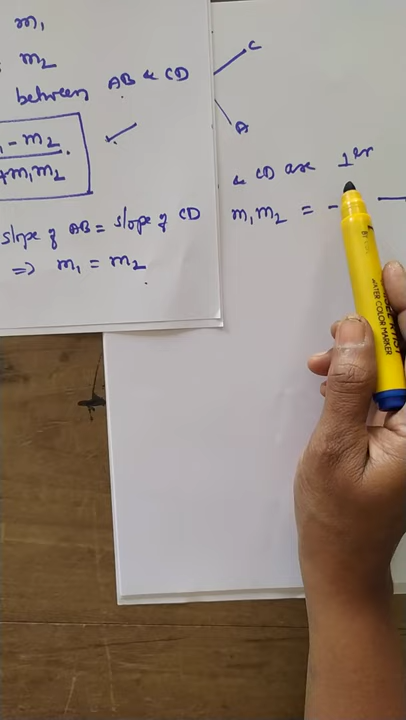 m₁
m₂
between AB & CD
- m₂
+m₁m₂
slope of AB = slope of CD
=> m₁ = m₂
C
A
& CD are ⊥er
m₁m₂ = -
WATER COLOR MARKER